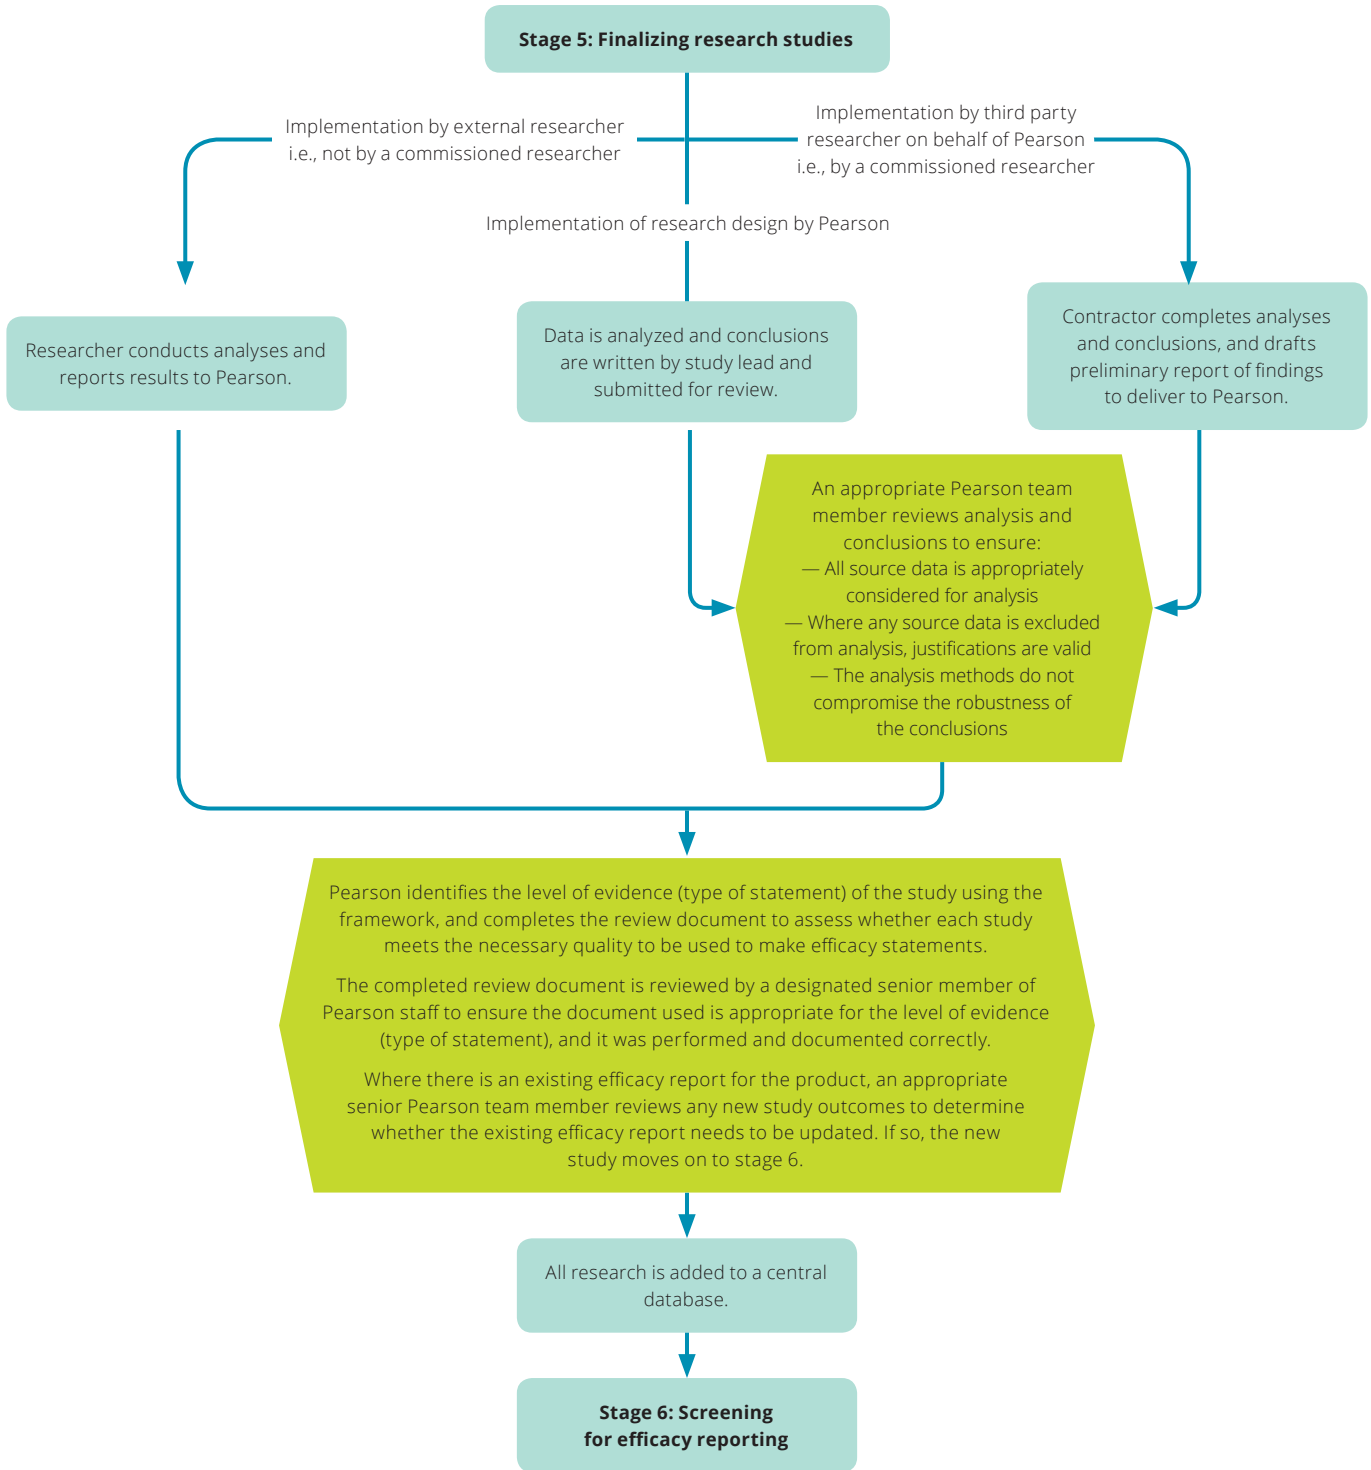 Stage 5: Finalizing research studies
Implementation by external researcher
i.e., not by a commissioned researcher
Implementation by third party
researcher on behalf of Pearson
i.e., by a commissioned researcher
Implementation of research design by Pearson
Researcher conducts analyses and
reports results to Pearson.
Data is analyzed and conclusions
are written by study lead and
submitted for review.
Contractor completes analyses
and conclusions, and drafts
preliminary report of findings
to deliver to Pearson.
An appropriate Pearson team
member reviews analysis and
conclusions to ensure:
— All source data is appropriately
considered for analysis
— Where any source data is excluded
from analysis, justifications are valid
— The analysis methods do not
compromise the robustness of
the conclusions
Pearson identifies the level of evidence (type of statement) of the study using the
framework, and completes the review document to assess whether each study
meets the necessary quality to be used to make efficacy statements.
The completed review document is reviewed by a designated senior member of
Pearson staff to ensure the document used is appropriate for the level of evidence
(type of statement), and it was performed and documented correctly.
Where there is an existing efficacy report for the product, an appropriate
senior Pearson team member reviews any new study outcomes to determine
whether the existing efficacy report needs to be updated. If so, the new
study moves on to stage 6.
All research is added to a central
database.
Stage 6: Screening
for efficacy reporting